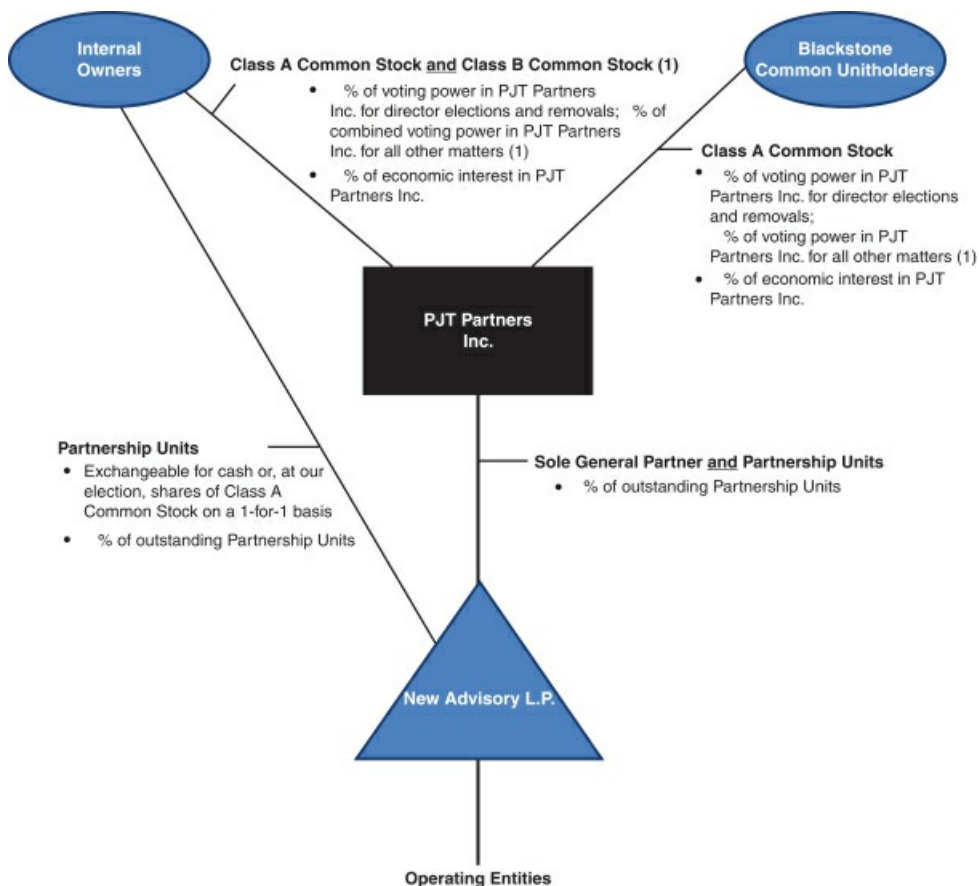 Internal
Owners
Blackstone
Common Unitholders
Class A Common Stock and Class B Common Stock (1)
• % of voting power in PJT Partners
Inc. for director elections and removals; % of
combined voting power in PJT Partners
Inc. for all other matters (1)
• % of economic interest in PJT
Partners Inc.
Class A Common Stock
• % of voting power in PJT
Partners Inc. for director elections
and removals;
% of voting power in PJT
Partners Inc. for all other matters (1)
• % of economic interest in PJT
Partners Inc.
PJT Partners
Inc.
Partnership Units
• Exchangeable for cash or, at our
election, shares of Class A
Common Stock on a 1-for-1 basis
• % of outstanding Partnership Units
Sole General Partner and Partnership Units
• % of outstanding Partnership Units
New Advisory L.P.
Operating Entities